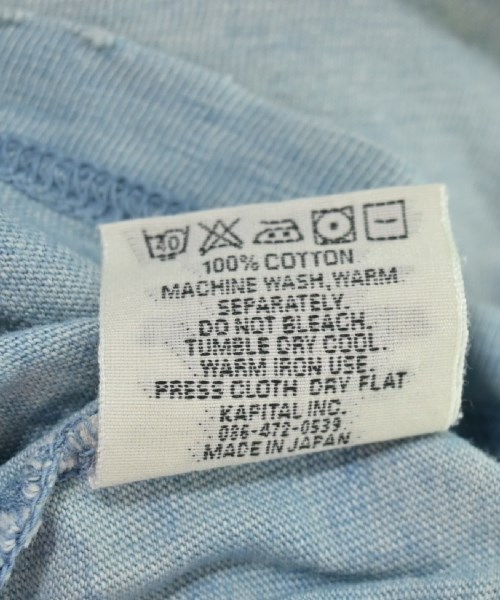 40
100% COTTON
MACHINE WASH,WARM
SEPARATELY.
DO NOT BLEACH.
TUMBLE DRY COOL.
WARM IRON USE.
PRESS CLOTH DRY FLAT
KAPITAL INC.
086-472-0539
MADE IN JAPAN